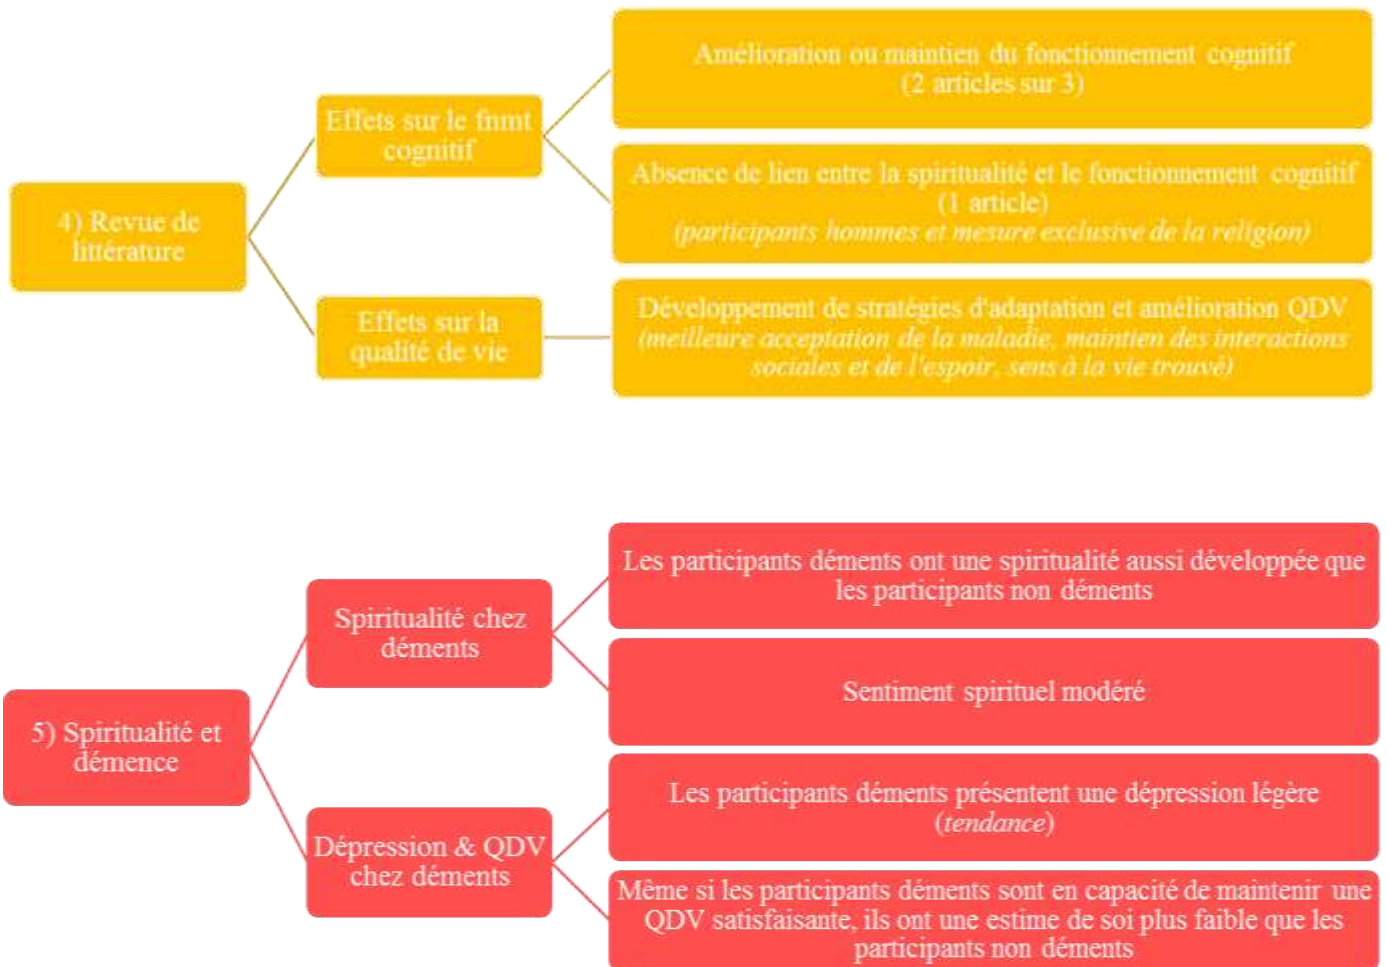 4) Revue de
littérature
Effets sur le fnmt
cognitif
Amélioration ou maintien du fonctionnement cognitif
(2 articles sur 3)
Absence de lien entre la spiritualité et le fonctionnement cognitif
(1 article)
(participants hommes et mesure exclusive de la religion)
Effets sur la
qualité de vie
Développement de stratégies d'adaptation et amélioration QDV
(meilleure acceptation de la maladie, maintien des interactions
sociales et de l'espoir, sens à la vie trouvé)
5) Spiritualité et
démence
Spiritualité chez
déments
Les participants déments ont une spiritualité aussi développée que
les participants non déments
Sentiment spirituel modéré
Dépression & QDV
chez déments
Les participants déments présentent une dépression légère
(tendance)
Même si les participants déments sont en capacité de maintenir une
QDV satisfaisante, ils ont une estime de soi plus faible que les
participants non déments